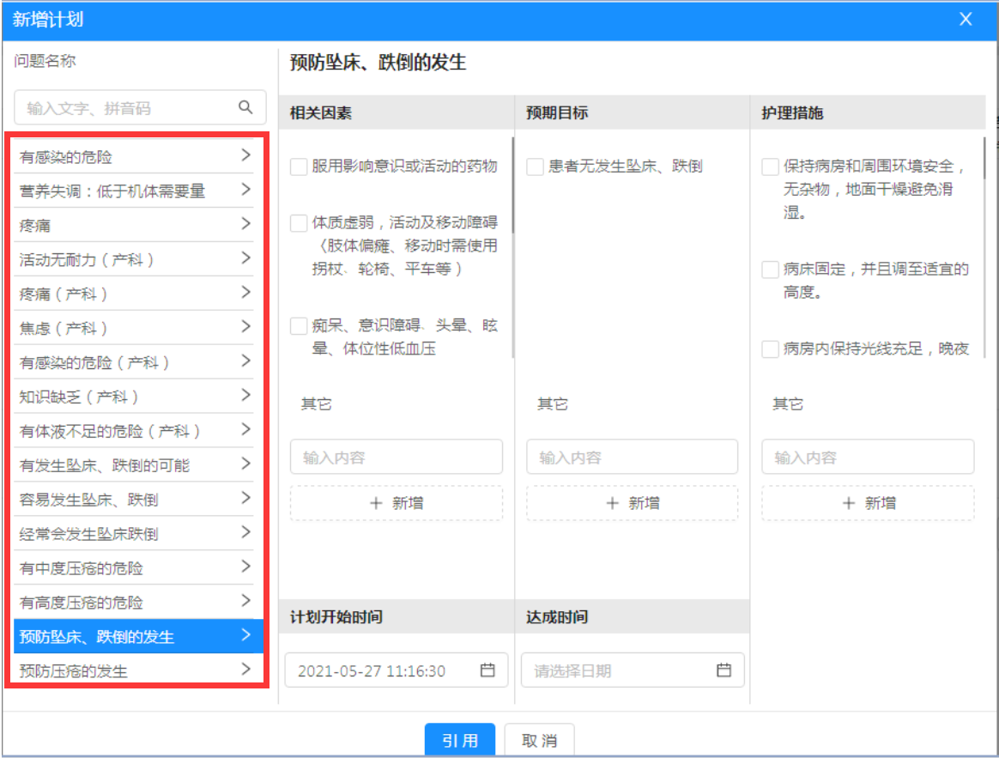 新增计划
问题名称
输入文字、拼音码
有感染的危险
营养失调：低于机体需要量
疼痛
活动无耐力（产科）
疼痛（产科）
焦虑（产科）
有感染的危险（产科）
知识缺乏（产科）
有体液不足的危险（产科）
有发生坠床、跌倒的可能
容易发生坠床、跌倒
经常会发生坠床跌倒
有中度压疮的危险
有高度压疮的危险
预防坠床、跌倒的发生
预防压疮的发生
预防坠床、跌倒的发生
相关因素
服用影响意识或活动的药物
体质虚弱，活动及移动障碍
（肢体偏瘫、移动时需使用
拐杖、轮椅、平车等）
痴呆、意识障碍、头晕、眩
晕、体位性低血压
其它
输入内容
新增
计划开始时间
2021-05-27 11:16:30
预期目标
患者无发生坠床、跌倒
其它
输入内容
新增
达成时间
请选择日期
护理措施
保持病房和周围环境安全，
无杂物，地面干燥避免滑
湿。
病床固定，并且调至适宜的
高度。
病房内保持光线充足，晚夜
其它
输入内容
新增
引用
取消